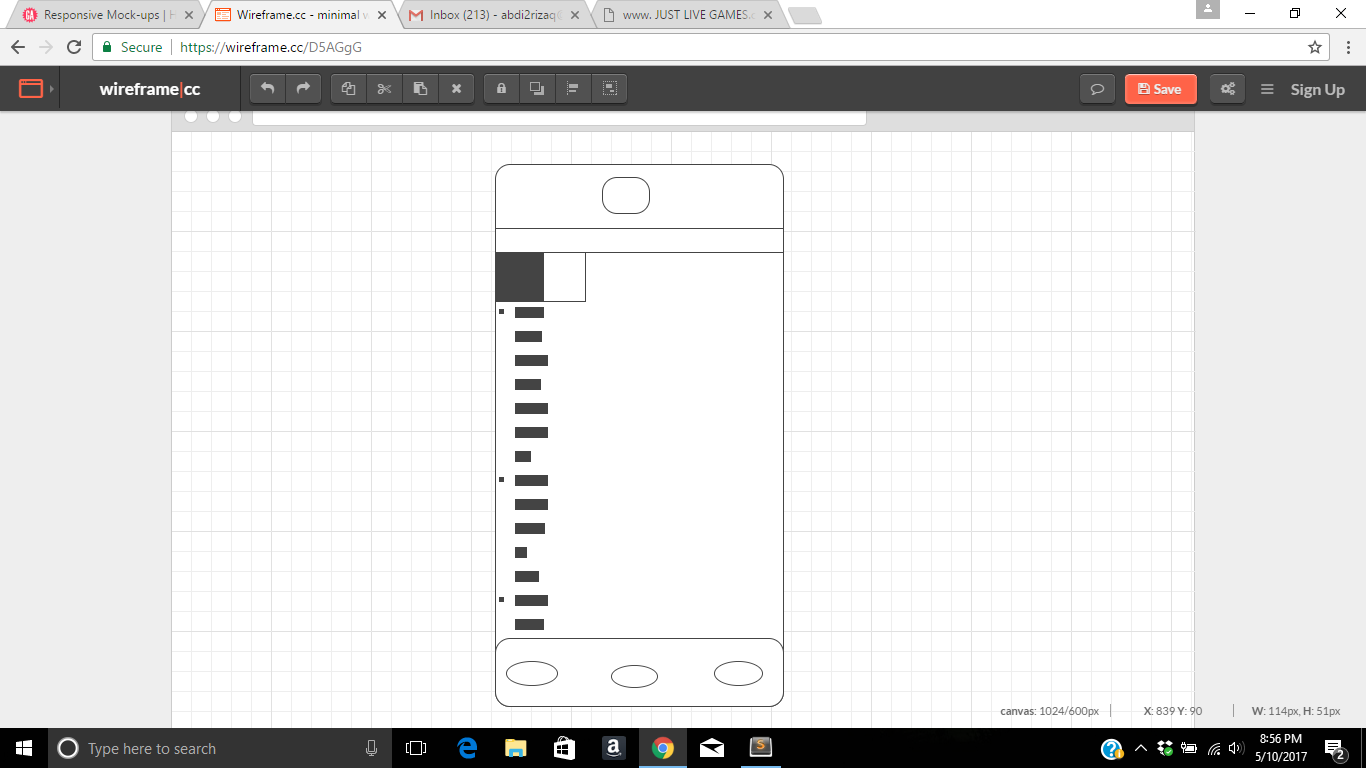 Responsive Mock-ups | H
Wireframe.cc - minimal w
Inbox (213) - abdi2rizaq
www. JUST LIVE GAMES.
Secure
https://wireframe.cc/D5AGgG
wireframe|cc
Save
Sign Up
canvas: 1024/600px
X: 839 Y: 90
W: 114px, H: 51px
Type here to search
8:56 PM
5/10/2017
2